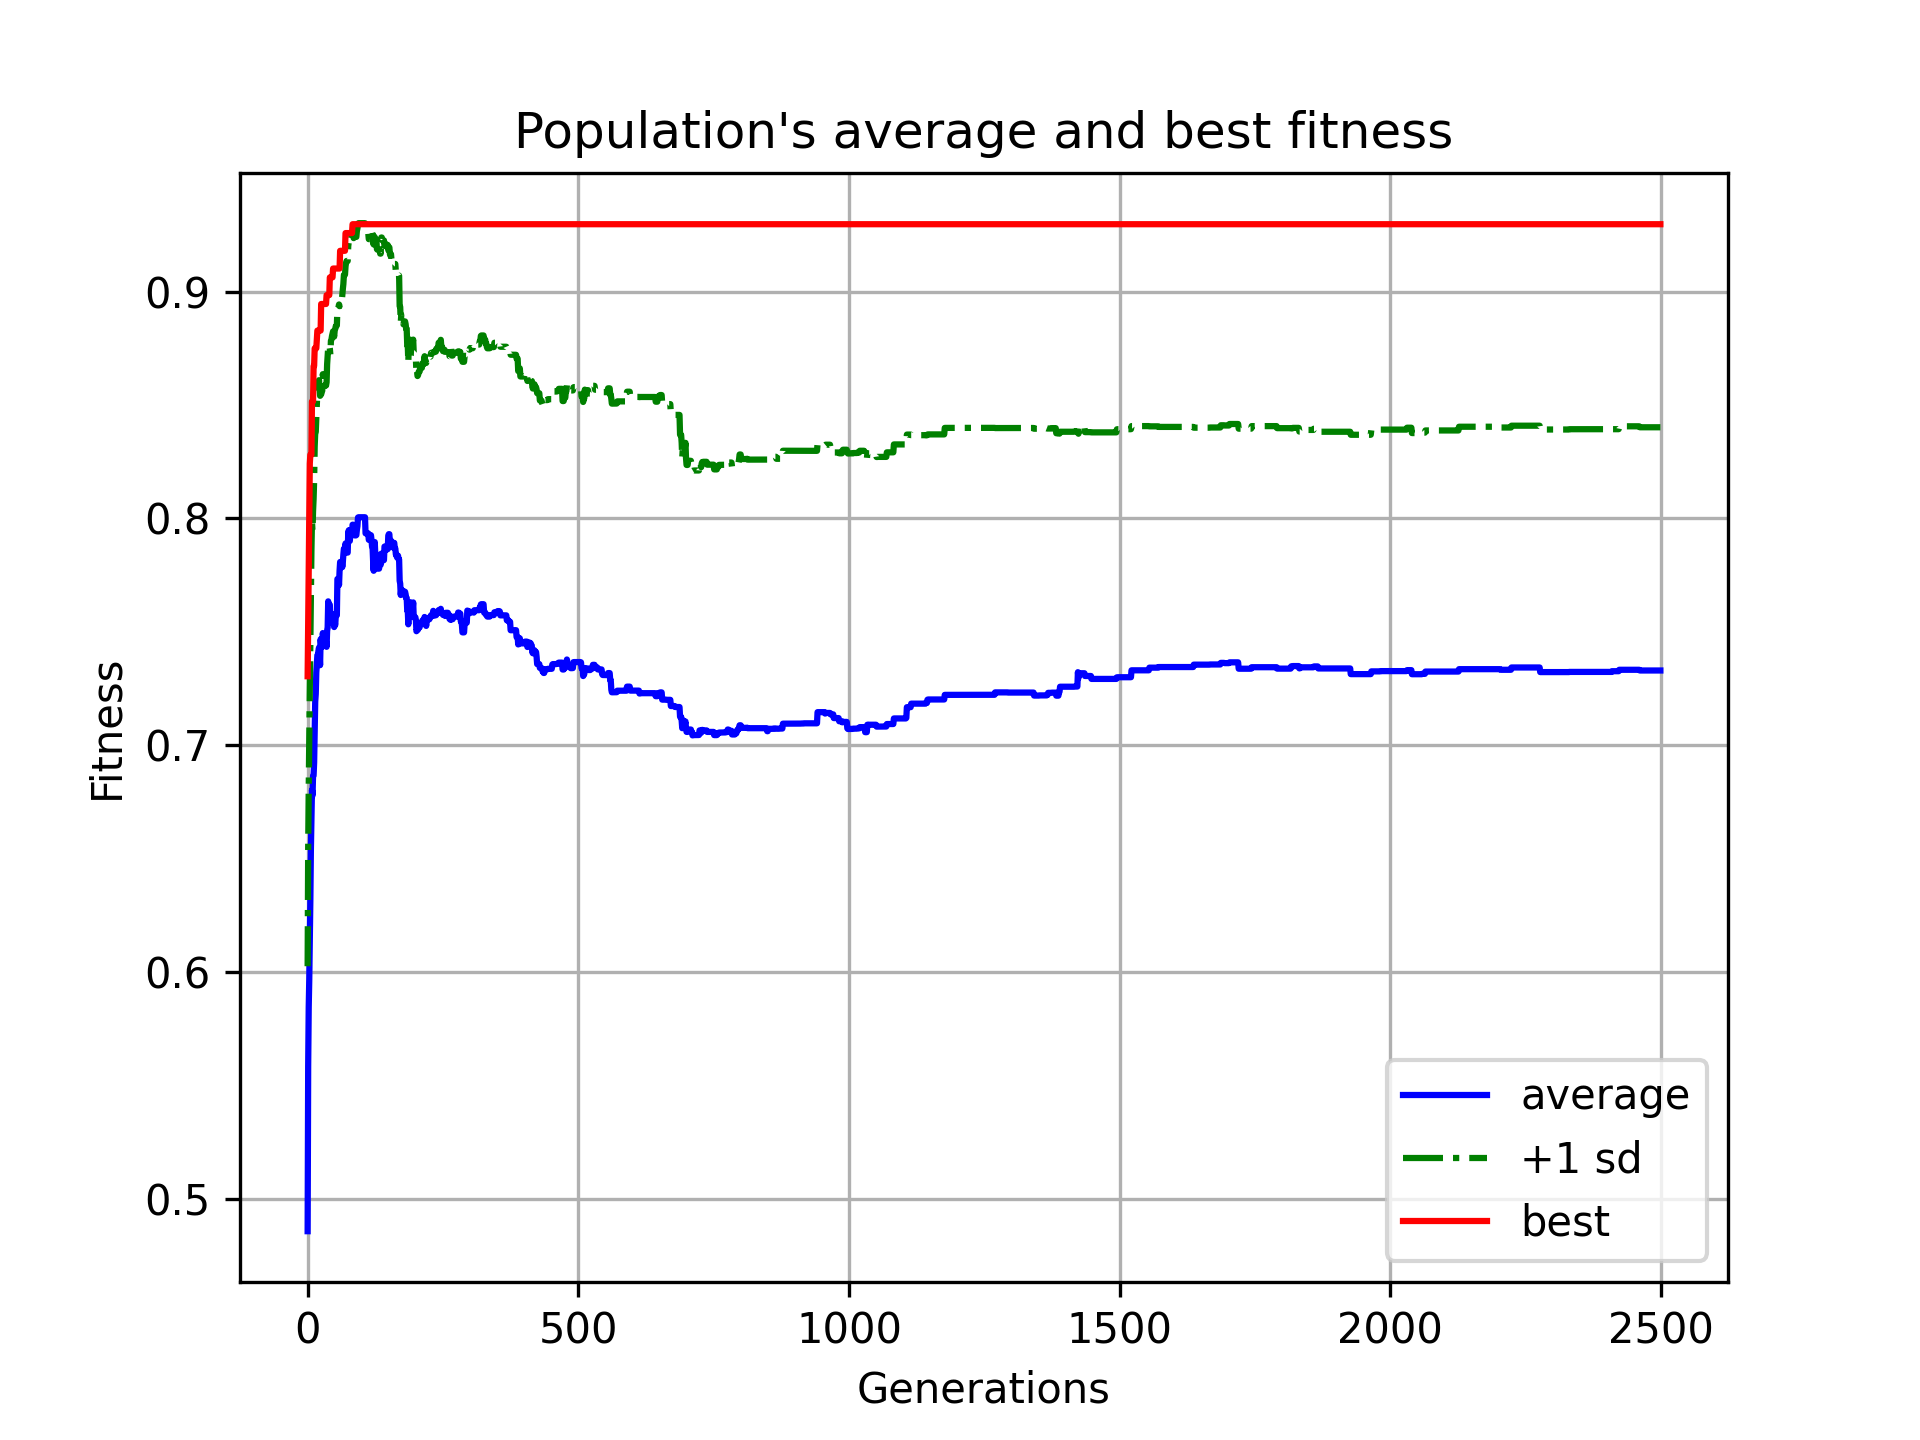 Population's average and best fitness
Fitness
0.9
0.8
0.7
0.6
0.5
0
500
1000
1500
2000
2500
Generations
average
+1 sd
best